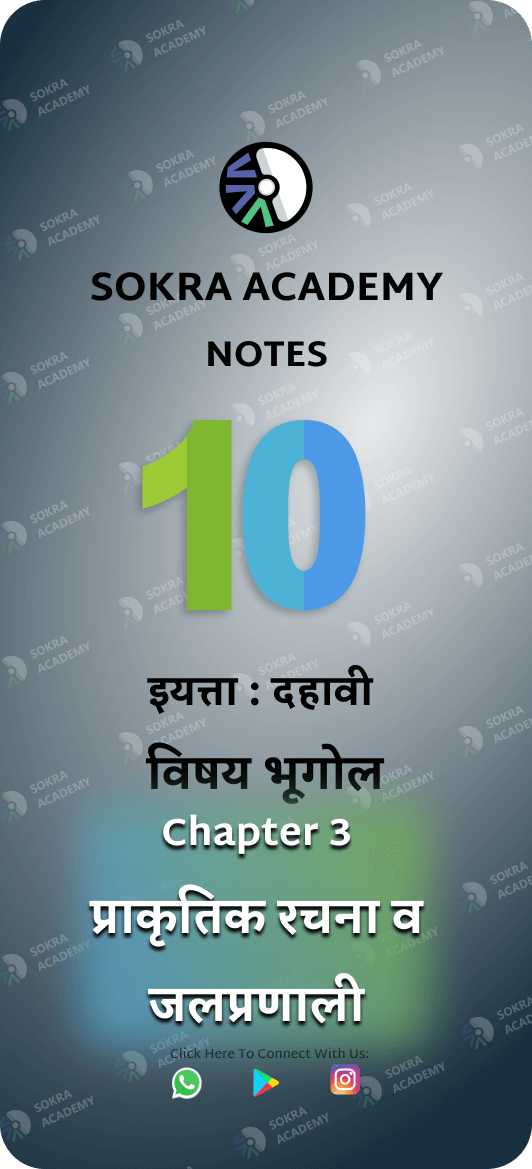 SOKRA ACADEMY
NOTES
10
इयत्ता : दहावी
विषय भूगोल
Chapter 3
प्राकृतिक रचना व
जलप्रणाली
Click Here To Connect With Us: